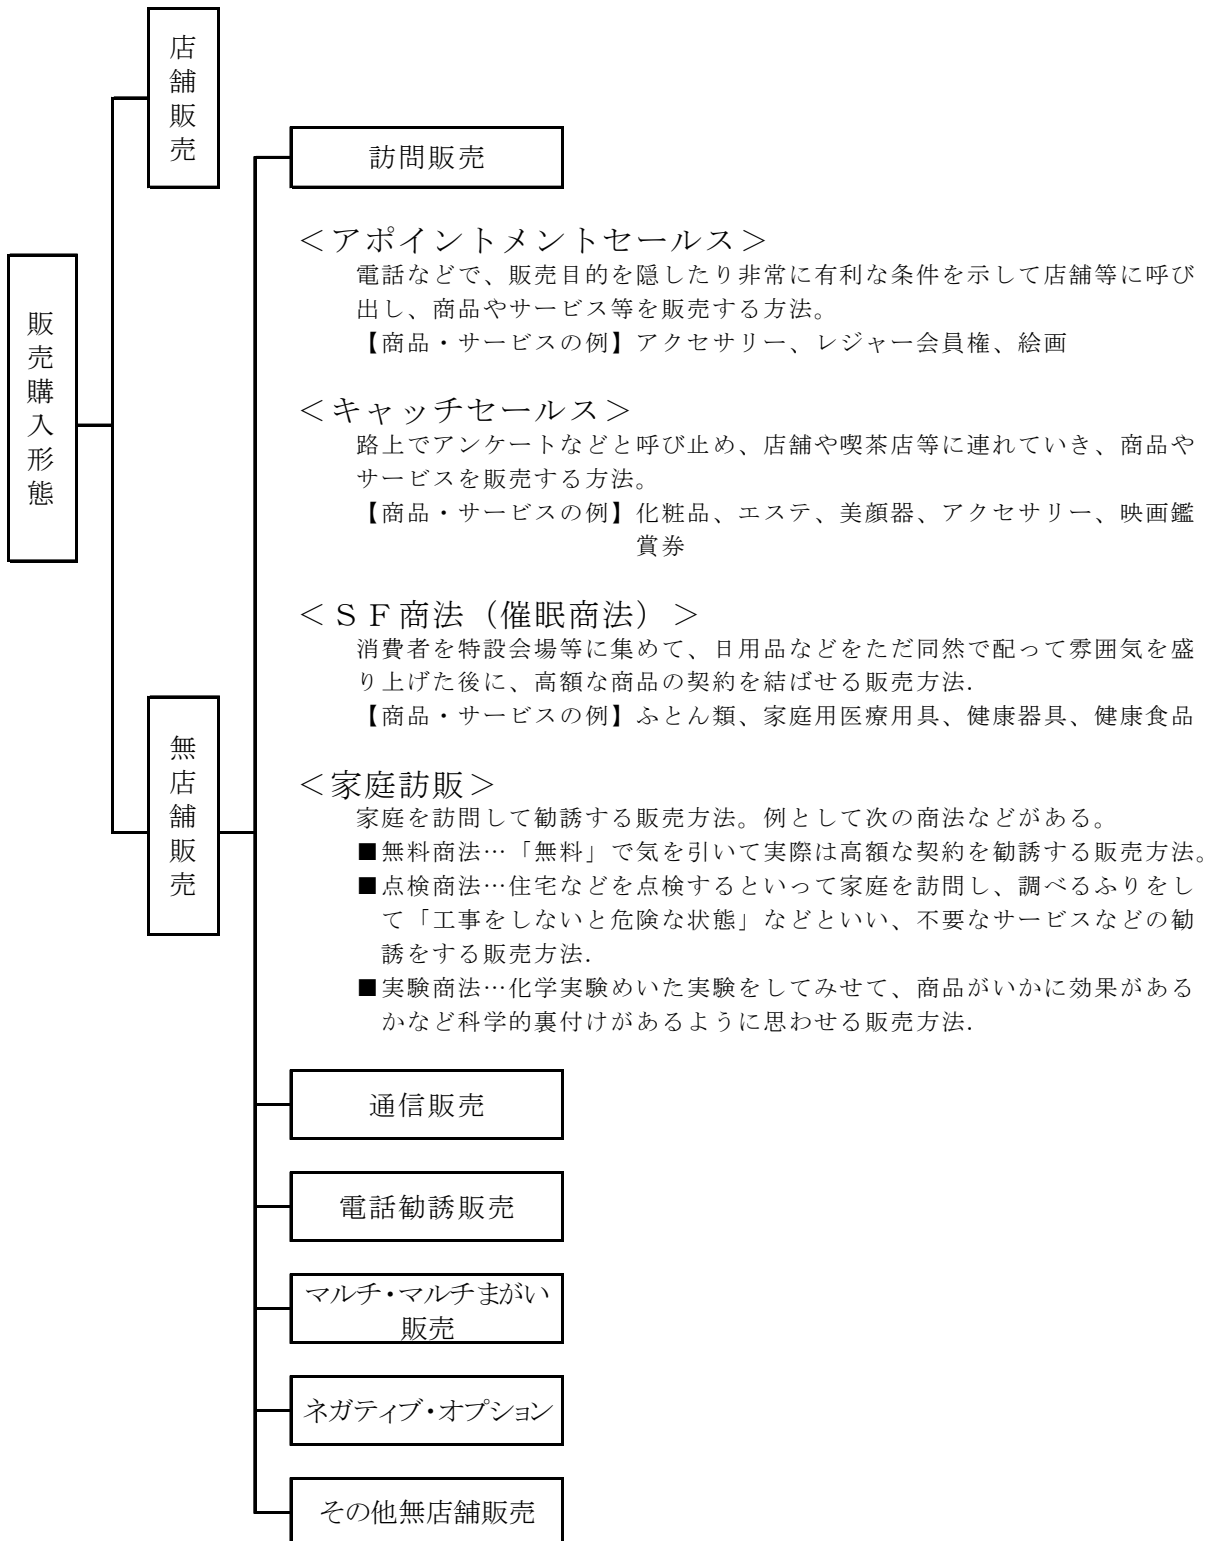 店舗販売
訪問販売
＜アポイントメントセールス＞
電話などで、販売目的を隠したり非常に有利な条件を示して店舗等に呼び
出し、商品やサービス等を販売する方法。
【商品・サービスの例】アクセサリー、レジャー会員権、絵画
販売購入形態
＜キャッチセールス＞
路上でアンケートなどと呼び止め、店舗や喫茶店等に連れていき、商品や
サービスを販売する方法。
【商品・サービスの例】化粧品、エステ、美顔器、アクセサリー、映画鑑
賞券
＜ＳＦ商法（催眠商法）＞
消費者を特設会場等に集めて、日用品などをただ同然で配って雰囲気を盛
り上げた後に、高額な商品の契約を結ばせる販売方法.
【商品・サービスの例】ふとん類、家庭用医療用具、健康器具、健康食品
無店舗販売
＜家庭訪販＞
家庭を訪問して勧誘する販売方法。例として次の商法などがある。
■無料商法…「無料」で気を引いて実際は高額な契約を勧誘する販売方法。
■点検商法…住宅などを点検するといって家庭を訪問し、調べるふりをし
て「工事をしないと危険な状態」などといい、不要なサービスなどの勧
誘をする販売方法.
■実験商法…化学実験めいた実験をしてみせて、商品がいかに効果がある
かなど科学的裏付けがあるように思わせる販売方法.
通信販売
電話勧誘販売
マルチ・マルチまがい
販売
ネガティブ・オプション
その他無店舗販売